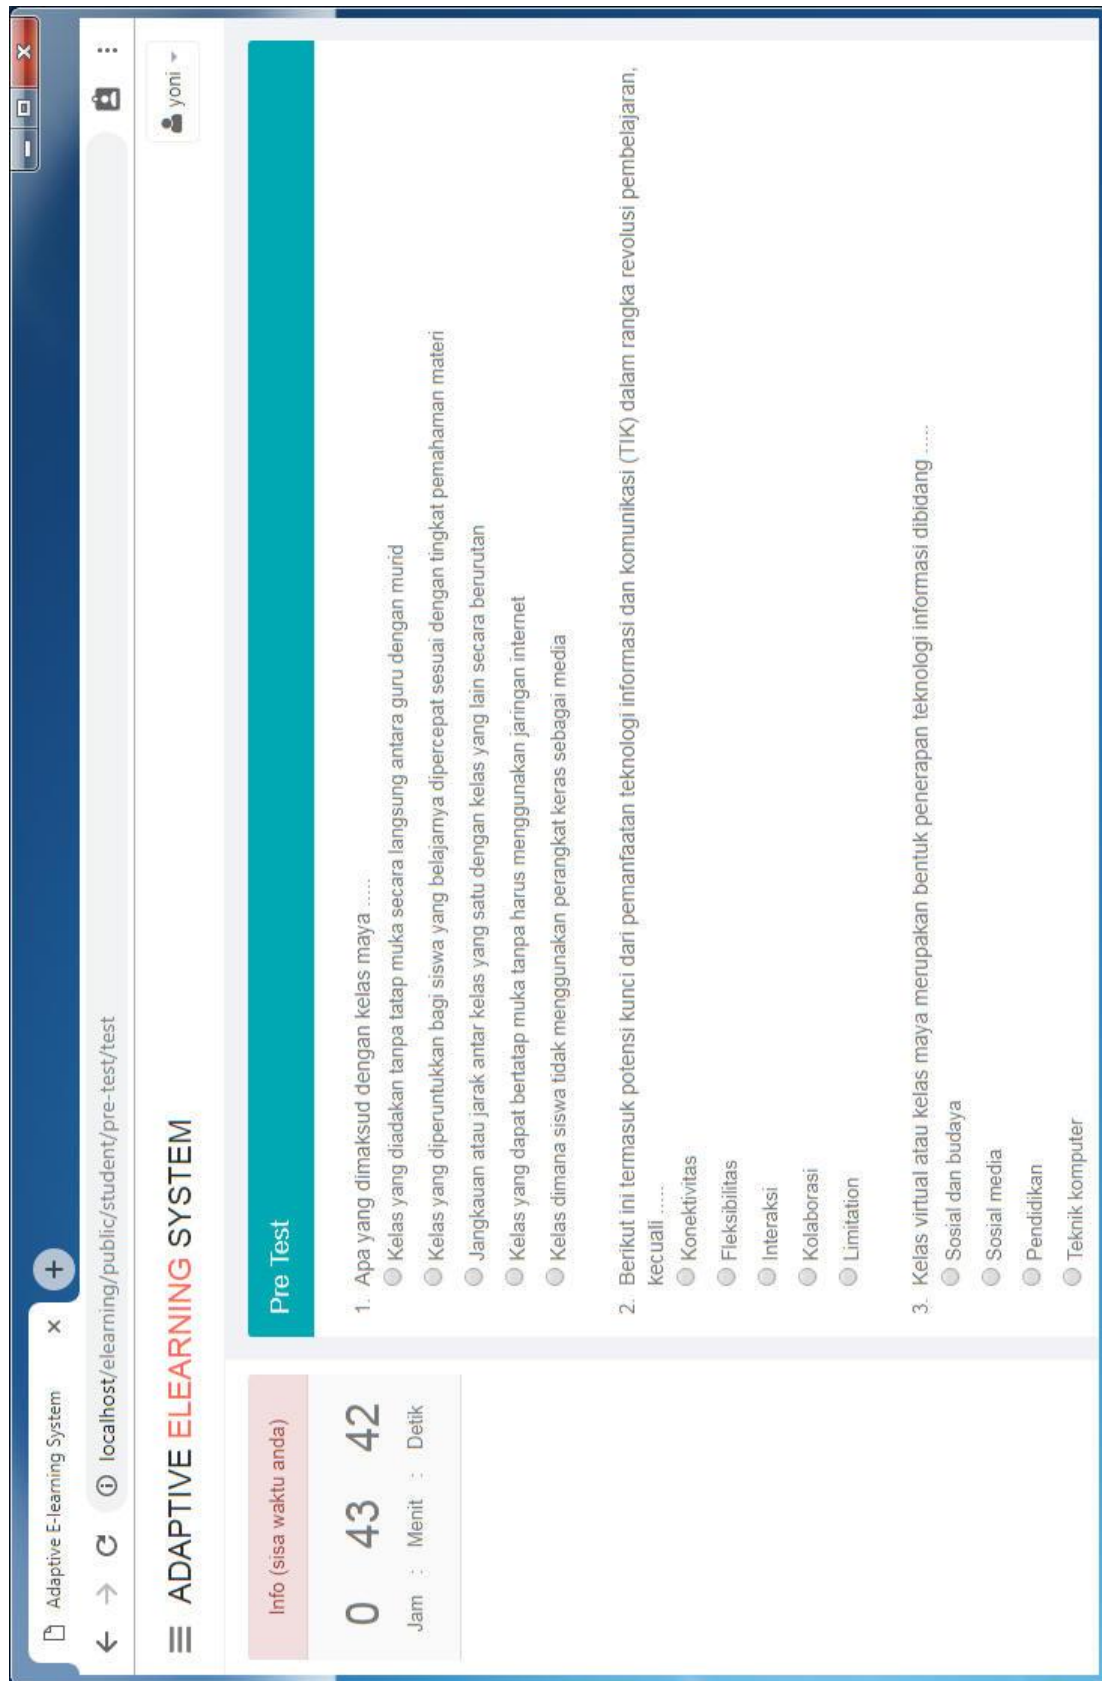 Adaptive E-learning System
localhost/elearning/public/student/pre-test/test
ADAPTIVE ELEARNING SYSTEM
yoni
Info (sisa waktu anda)
0 43 42
Jam : Menit : Detik
Pre Test
1. Apa yang dimaksud dengan kelas maya .....
Kelas yang diadakan tanpa tatap muka secara langsung antara guru dengan murid
Kelas yang diperuntukkan bagi siswa yang belajarnya dipercepat sesuai dengan tingkat pemahaman materi
Jangkauan atau jarak antar kelas yang satu dengan kelas yang lain secara berurutan
Kelas yang dapat bertatap muka tanpa harus menggunakan jaringan internet
Kelas dimana siswa tidak menggunakan perangkat keras sebagai media
2. Berikut ini termasuk potensi kunci dari pemanfaatan teknologi informasi dan komunikasi (TIK) dalam rangka revolusi pembelajaran,
kecuali .....
Konektivitas
Fleksibilitas
Interaksi
Kolaborasi
Limitation
3. Kelas virtual atau kelas maya merupakan bentuk penerapan teknologi informasi dibidang .....
Sosial dan budaya
Sosial media
Pendidikan
Teknik komputer